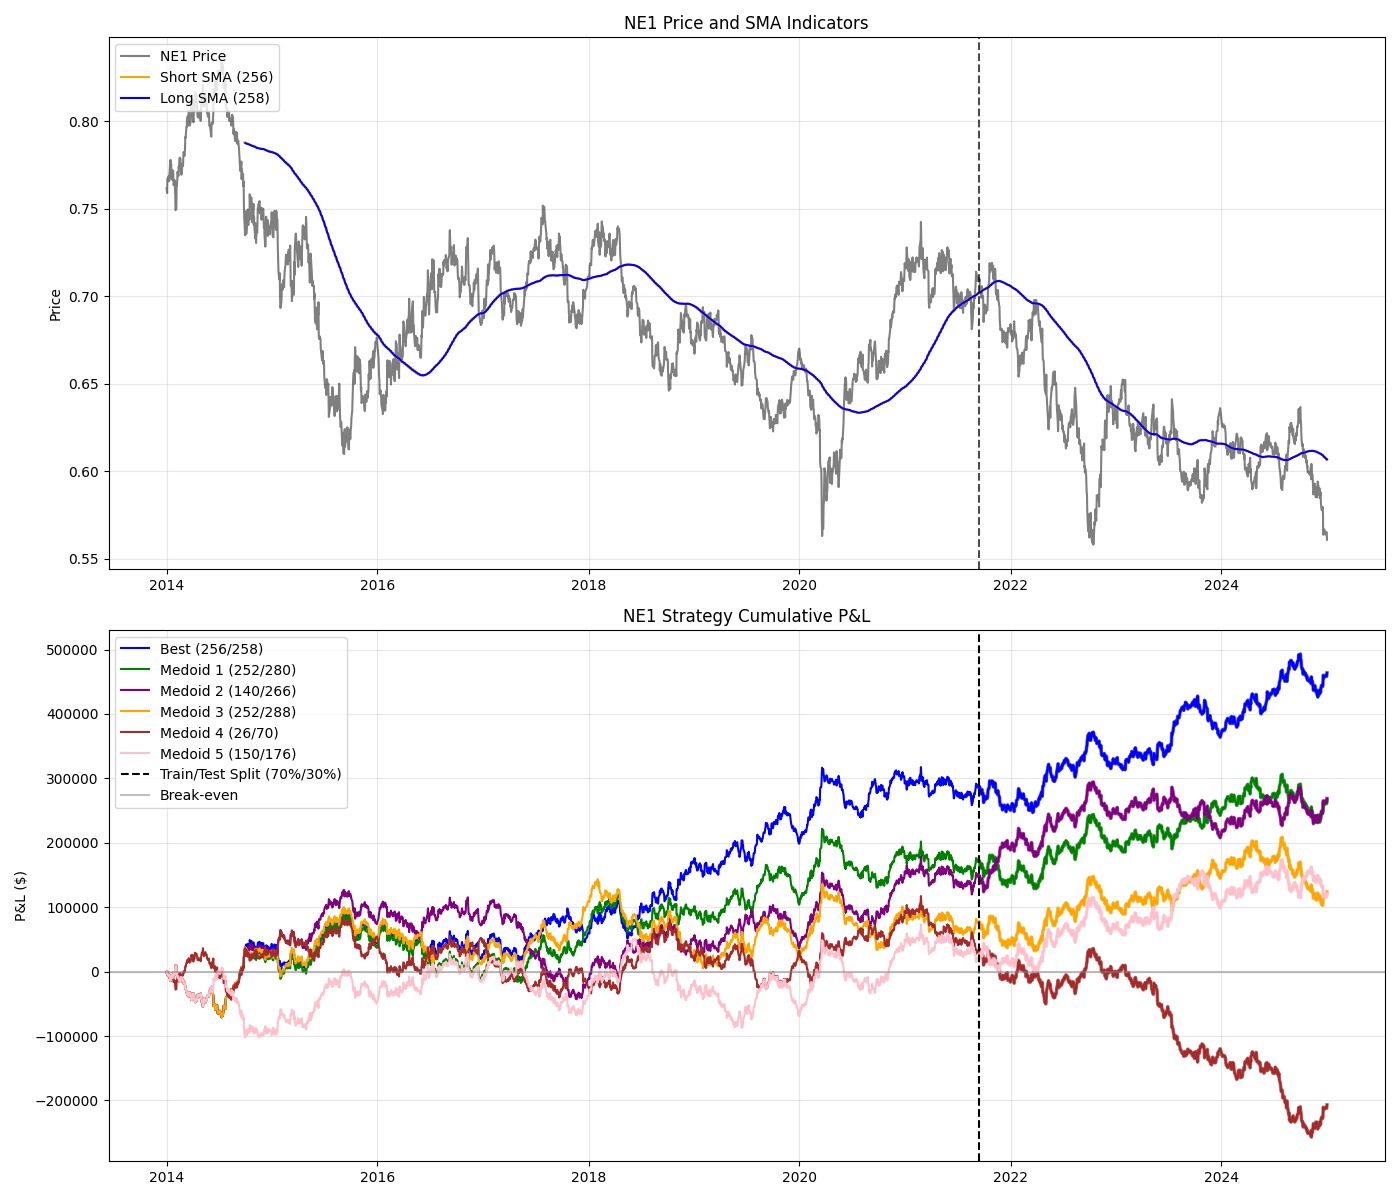 NE1 Price and SMA Indicators
NE1 Price
Short SMA (256)
Long SMA (258)
Price
0.80
0.75
0.70
0.65
0.60
0.55
2014 2016 2018 2020 2022 2024
NE1 Strategy Cumulative P&L
Best (256/258)
Medoid 1 (252/280)
Medoid 2 (140/266)
Medoid 3 (252/288)
Medoid 4 (26/70)
Medoid 5 (150/176)
Train/Test Split (70%/30%)
Break-even
P&L ($)
500000
400000
300000
200000
100000
0
−100000
−200000
2014 2016 2018 2020 2022 2024